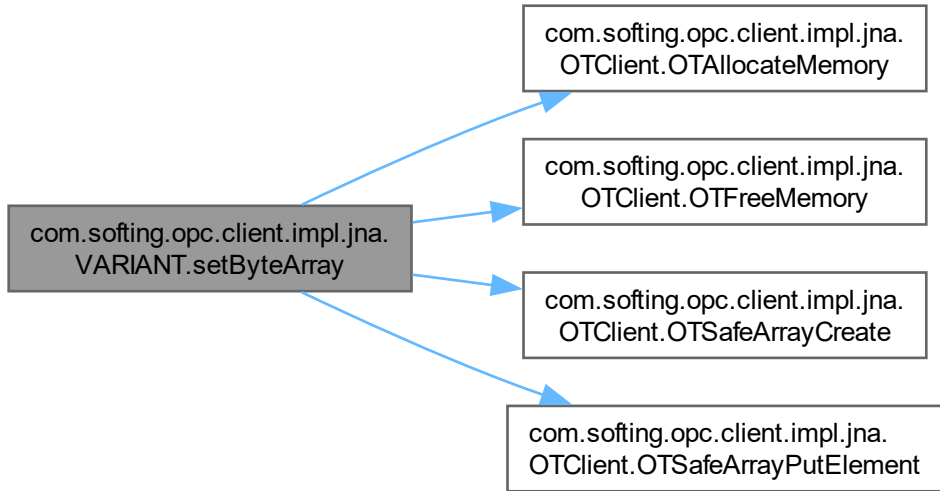 com.softing.opc.client.impl.jna.
OTClient.OTAllocateMemory
com.softing.opc.client.impl.jna.
OTClient.OTFreeMemory
com.softing.opc.client.impl.jna.
VARIANT.setByteArray
com.softing.opc.client.impl.jna.
OTClient.OTSafeArrayCreate
com.softing.opc.client.impl.jna.
OTClient.OTSafeArrayPutElement